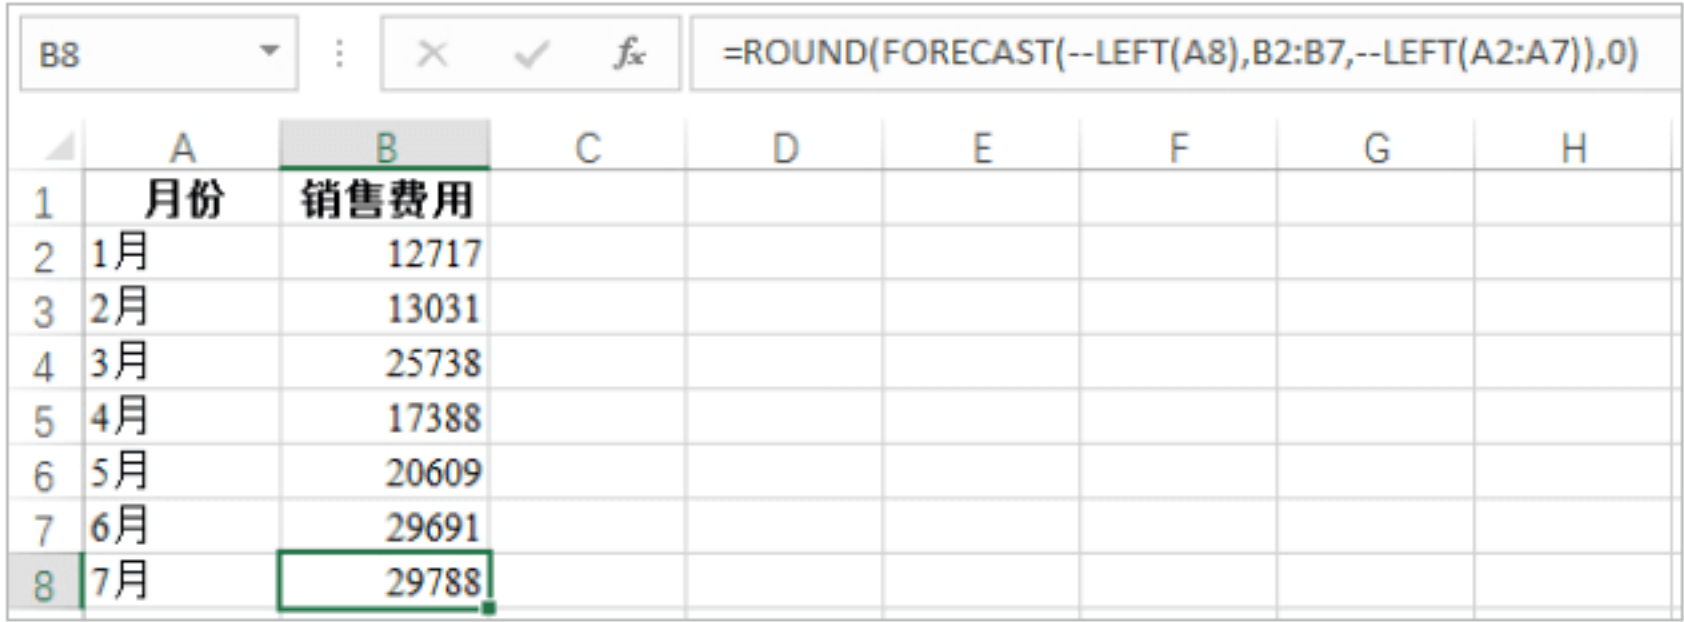 B8 fx =ROUND(FORECAST(--LEFT(A8),B2:B7,--LEFT(A2:A7)),0)
A B C D E F G H
1 月份 销售费用
2 1月 12717
3 2月 13031
4 3月 25738
5 4月 17388
6 5月 20609
7 6月 29691
8 7月 29788